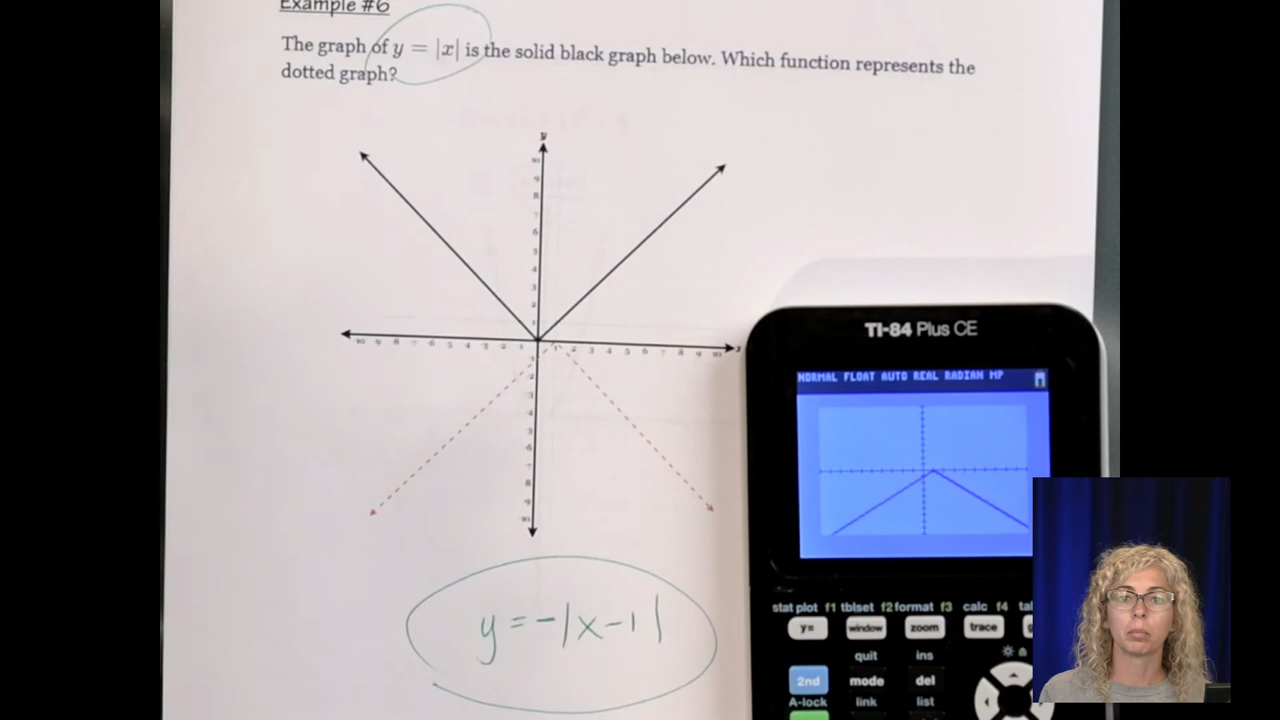 Example #6
The graph of y = |x| is the solid black graph below. Which function represents the
dotted graph?
y
x
y = -|x-1|
TI-84 Plus CE
NORMAL FLOAT AUTO REAL RADIAN MP
stat plot f1 tblset f2 format f3 calc f4
y= window zoom trace
quit ins
2nd mode del
A-lock link list